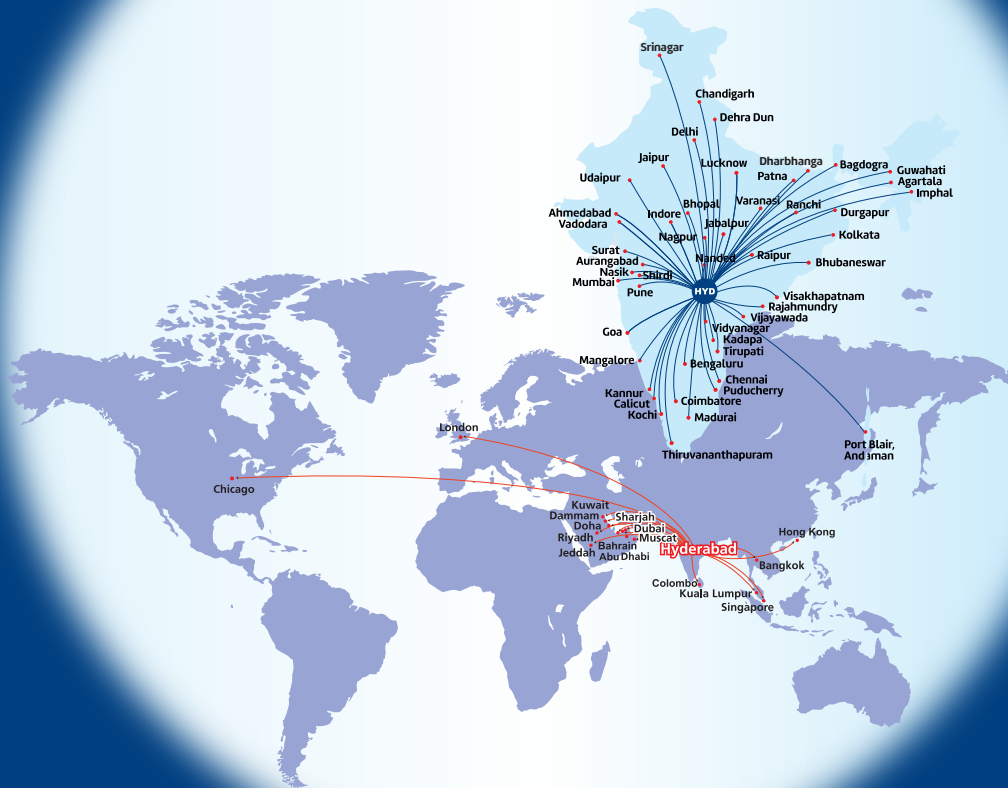 Srinagar
Chandigarh
Dehra Dun
Delhi
Jaipur
Lucknow
Dharbhanga
Bagdogra
Guwahati
Udaipur
Patna
Agartala
Imphal
Varanasi
Bhopal
Ranchi
Ahmedabad
Indore
Durgapur
Vadodara
Jabalpur
Nagpur
Kolkata
Surat
Nanded
Raipur
Aurangabad
Bhubaneswar
Nasik
Shirdi
Mumbai
Pune
HYD
Visakhapatnam
Rajahmundry
Vijayawada
Goa
Vidyanagar
Kadapa
Tirupati
Mangalore
Bengaluru
Chennai
Kannur
Puducherry
Calicut
Coimbatore
Kochi
Madurai
Thiruvananthapuram
Port Blair,
Andaman
London
Chicago
Kuwait
Dammam
Sharjah
Doha
Dubai
Riyadh
Muscat
Bahrain
Jeddah
Abu Dhabi
Hyderabad
Hong Kong
Bangkok
Colombo
Kuala Lumpur
Singapore